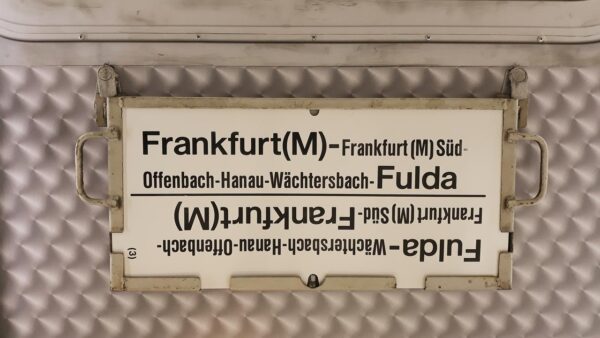 Frankfurt(M)-Frankfurt (M) Süd-
Offenbach-Hanau-Wächtersbach-Fulda
Fulda-Wächtersbach-Hanau-Offenbach-
Frankfurt (M) Süd-Frankfurt(M)
(3)